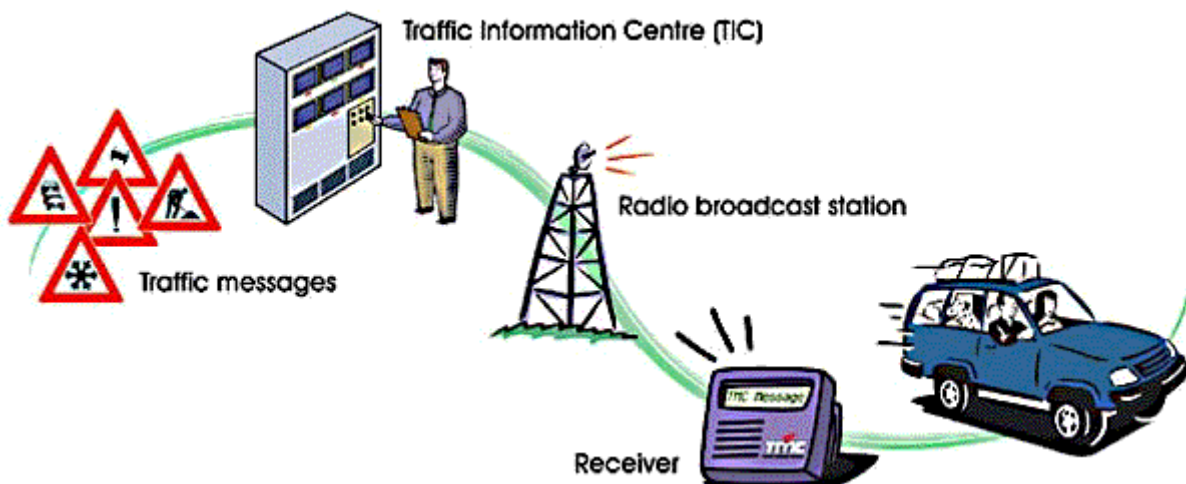 Traffic Information Centre (TIC)
Radio broadcast station
Traffic messages
TMC Message
TMC
Receiver